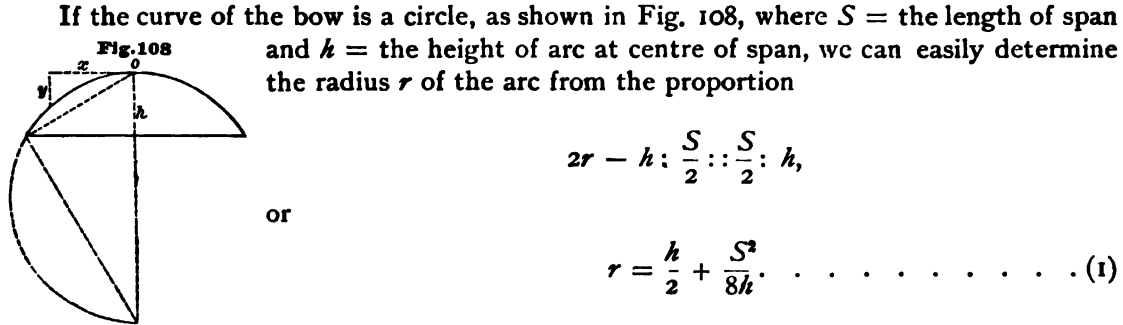 If the curve of the bow is a circle, as shown in Fig. 108, where S = the length of span
Fig.108
and h = the height of arc at centre of span, we can easily determine
the radius r of the arc from the proportion
x 0
y
h
2r — h : S/2 :: S/2 : h,
or
r = h/2 + S²/8h. . . . . . . . . . . . (1)